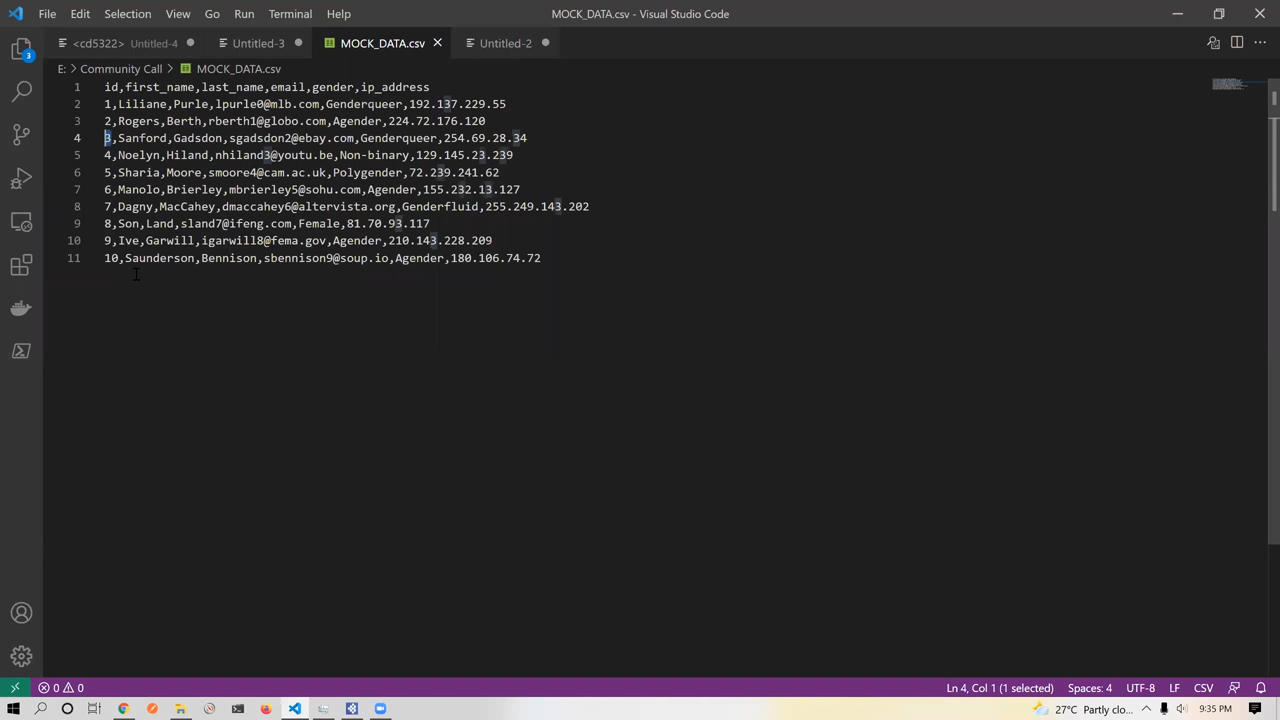 File Edit Selection View Go Run Terminal Help MOCK_DATA.csv - Visual Studio Code
<cd5322> Untitled-4 Untitled-3 MOCK_DATA.csv Untitled-2
E: > Community Call > MOCK_DATA.csv
1 id,first_name,last_name,email,gender,ip_address
2 1,Liliane,Purle,lpurle0@mlb.com,Genderqueer,192.137.229.55
3 2,Rogers,Berth,rberth1@globo.com,Agender,224.72.176.120
4 3,Sanford,Gadsdon,sgadsdon2@ebay.com,Genderqueer,254.69.28.34
5 4,Noelyn,Hiland,nhiland3@youtu.be,Non-binary,129.145.23.239
6 5,Sharia,Moore,smoore4@cam.ac.uk,Polygender,72.239.241.62
7 6,Manolo,Brierley,mbrierley5@sohu.com,Agender,155.232.13.127
8 7,Dagny,MacCahey,dmaccahey6@altervista.org,Genderfluid,255.249.143.202
9 8,Son,Land,sland7@ifeng.com,Female,81.70.93.117
10 9,Ive,Garwill,igarwill8@fema.gov,Agender,210.143.228.209
11 10,Saunderson,Bennison,sbennison9@soup.io,Agender,180.106.74.72
3
0 0 Ln 4, Col 1 (1 selected) Spaces: 4 UTF-8 LF CSV
27°C Partly clo... 9:35 PM